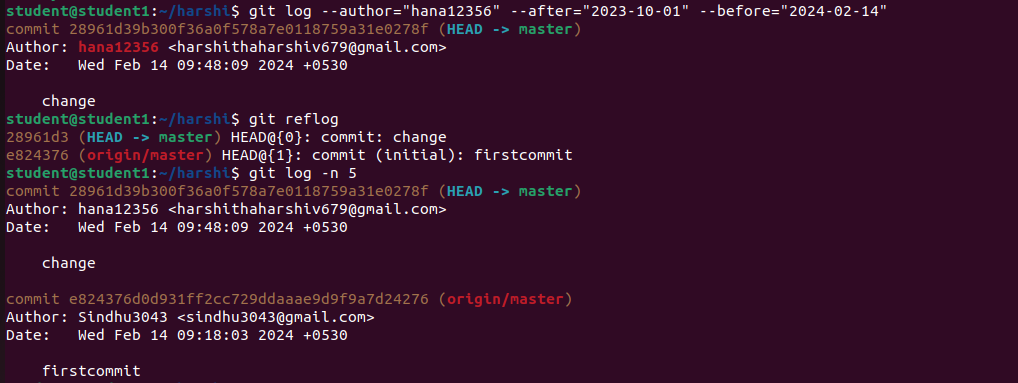 student@student1:~/harshi$ git log --author="hana12356" --after="2023-10-01" --before="2024-02-14"
commit 28961d39b300f36a0f578a7e0118759a31e0278f (HEAD -> master)
Author: hana12356 <harshithaharshiv679@gmail.com>
Date:   Wed Feb 14 09:48:09 2024 +0530
    change
student@student1:~/harshi$ git reflog
28961d3 (HEAD -> master) HEAD@{0}: commit: change
e824376 (origin/master) HEAD@{1}: commit (initial): firstcommit
student@student1:~/harshi$ git log -n 5
commit 28961d39b300f36a0f578a7e0118759a31e0278f (HEAD -> master)
Author: hana12356 <harshithaharshiv679@gmail.com>
Date:   Wed Feb 14 09:48:09 2024 +0530
    change
commit e824376d0d931ff2cc729ddaaae9d9f9a7d24276 (origin/master)
Author: Sindhu3043 <sindhu3043@gmail.com>
Date:   Wed Feb 14 09:18:03 2024 +0530
    firstcommit